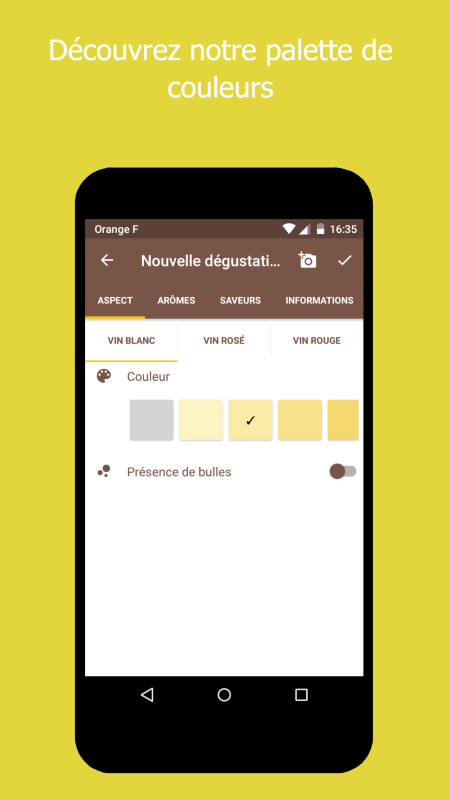 Découvrez notre palette de
couleurs
Orange F 16:35
Nouvelle dégustati...
ASPECT ARÔMES SAVEURS INFORMATIONS
VIN BLANC VIN ROSÉ VIN ROUGE
Couleur
Présence de bulles